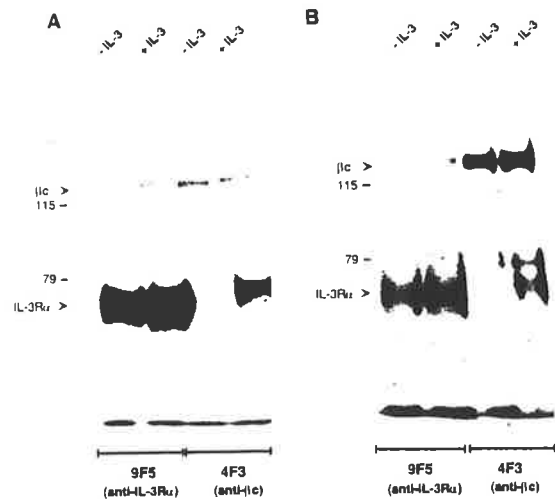 A
- IL-3
+ IL-3
- IL-3
+ IL-3
βc
115 –
79 –
IL-3Rα
9F5
(anti-IL-3Rα)
4F3
(anti-βc)
B
- IL-3
+ IL-3
- IL-3
+ IL-3
βc
115 –
79 –
IL-3Rα
9F5
(anti-IL-3Rα)
4F3
(anti-βc)